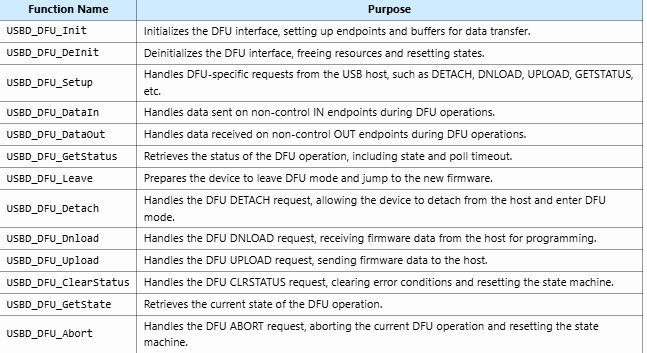 Function Name Purpose
USBD_DFU_Init Initializes the DFU interface, setting up endpoints and buffers for data transfer.
USBD_DFU_DeInit Deinitializes the DFU interface, freeing resources and resetting states.
USBD_DFU_Setup Handles DFU-specific requests from the USB host, such as DETACH, DNLOAD, UPLOAD, GETSTATUS,
etc.
USBD_DFU_DataIn Handles data sent on non-control IN endpoints during DFU operations.
USBD_DFU_DataOut Handles data received on non-control OUT endpoints during DFU operations.
USBD_DFU_GetStatus Retrieves the status of the DFU operation, including state and poll timeout.
USBD_DFU_Leave Prepares the device to leave DFU mode and jump to the new firmware.
USBD_DFU_Detach Handles the DFU DETACH request, allowing the device to detach from the host and enter DFU
mode.
USBD_DFU_Dnload Handles the DFU DNLOAD request, receiving firmware data from the host for programming.
USBD_DFU_Upload Handles the DFU UPLOAD request, sending firmware data to the host.
USBD_DFU_ClearStatus Handles the DFU CLRSTATUS request, clearing error conditions and resetting the state machine.
USBD_DFU_GetState Retrieves the current state of the DFU operation.
USBD_DFU_Abort Handles the DFU ABORT request, aborting the current DFU operation and resetting the state
machine.